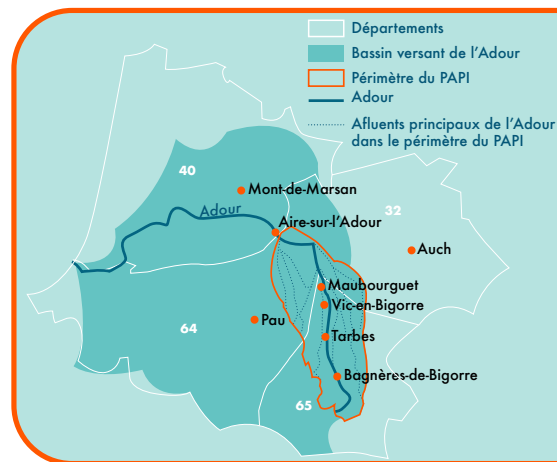 Départements
Bassin versant de l'Adour
Périmètre du PAPI
Adour
Afluents principaux de l'Adour
dans le périmètre du PAPI
40
Mont-de-Marsan
Adour
32
Aire-sur-l'Adour
Auch
Maubourguet
Vic-en-Bigorre
64
Pau
Tarbes
Bagnères-de-Bigorre
65